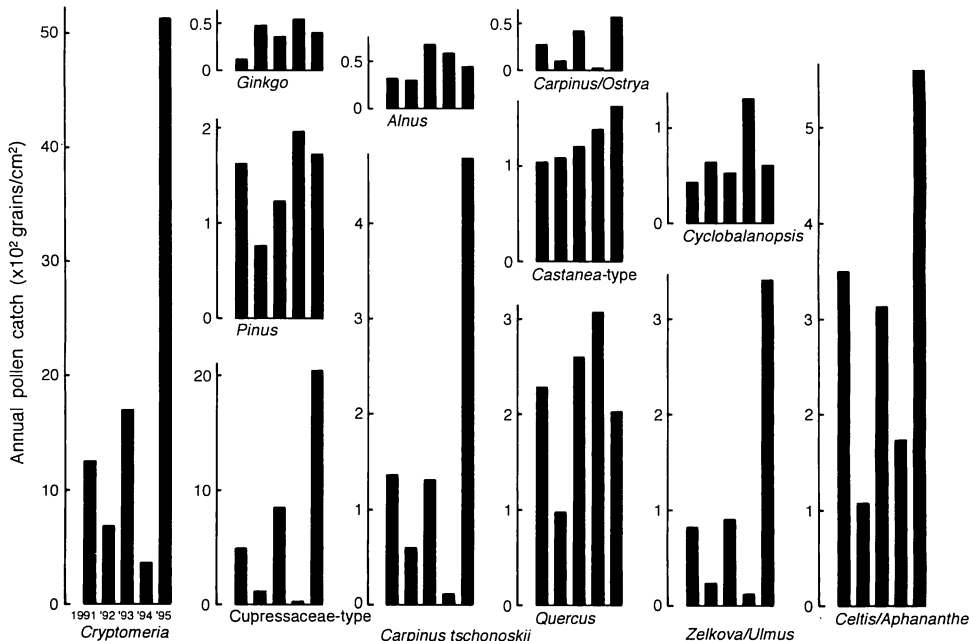 Annual pollen catch (x10² grains/cm²)
50
40
30
20
10
0
1991 '92 '93 '94 '95
Cryptomeria
0.5
0
Ginkgo
2
1
0
Pinus
20
10
0
Cupressaceae-type
0.5
0
Alnus
4
3
2
1
0
Carpinus tschonoskii
0.5
0
Carpinus/Ostrya
1
0
Castanea-type
3
2
1
0
Quercus
1
0
Cyclobalanopsis
3
2
1
0
Zelkova/Ulmus
5
4
3
2
1
0
Celtis/Aphananthe